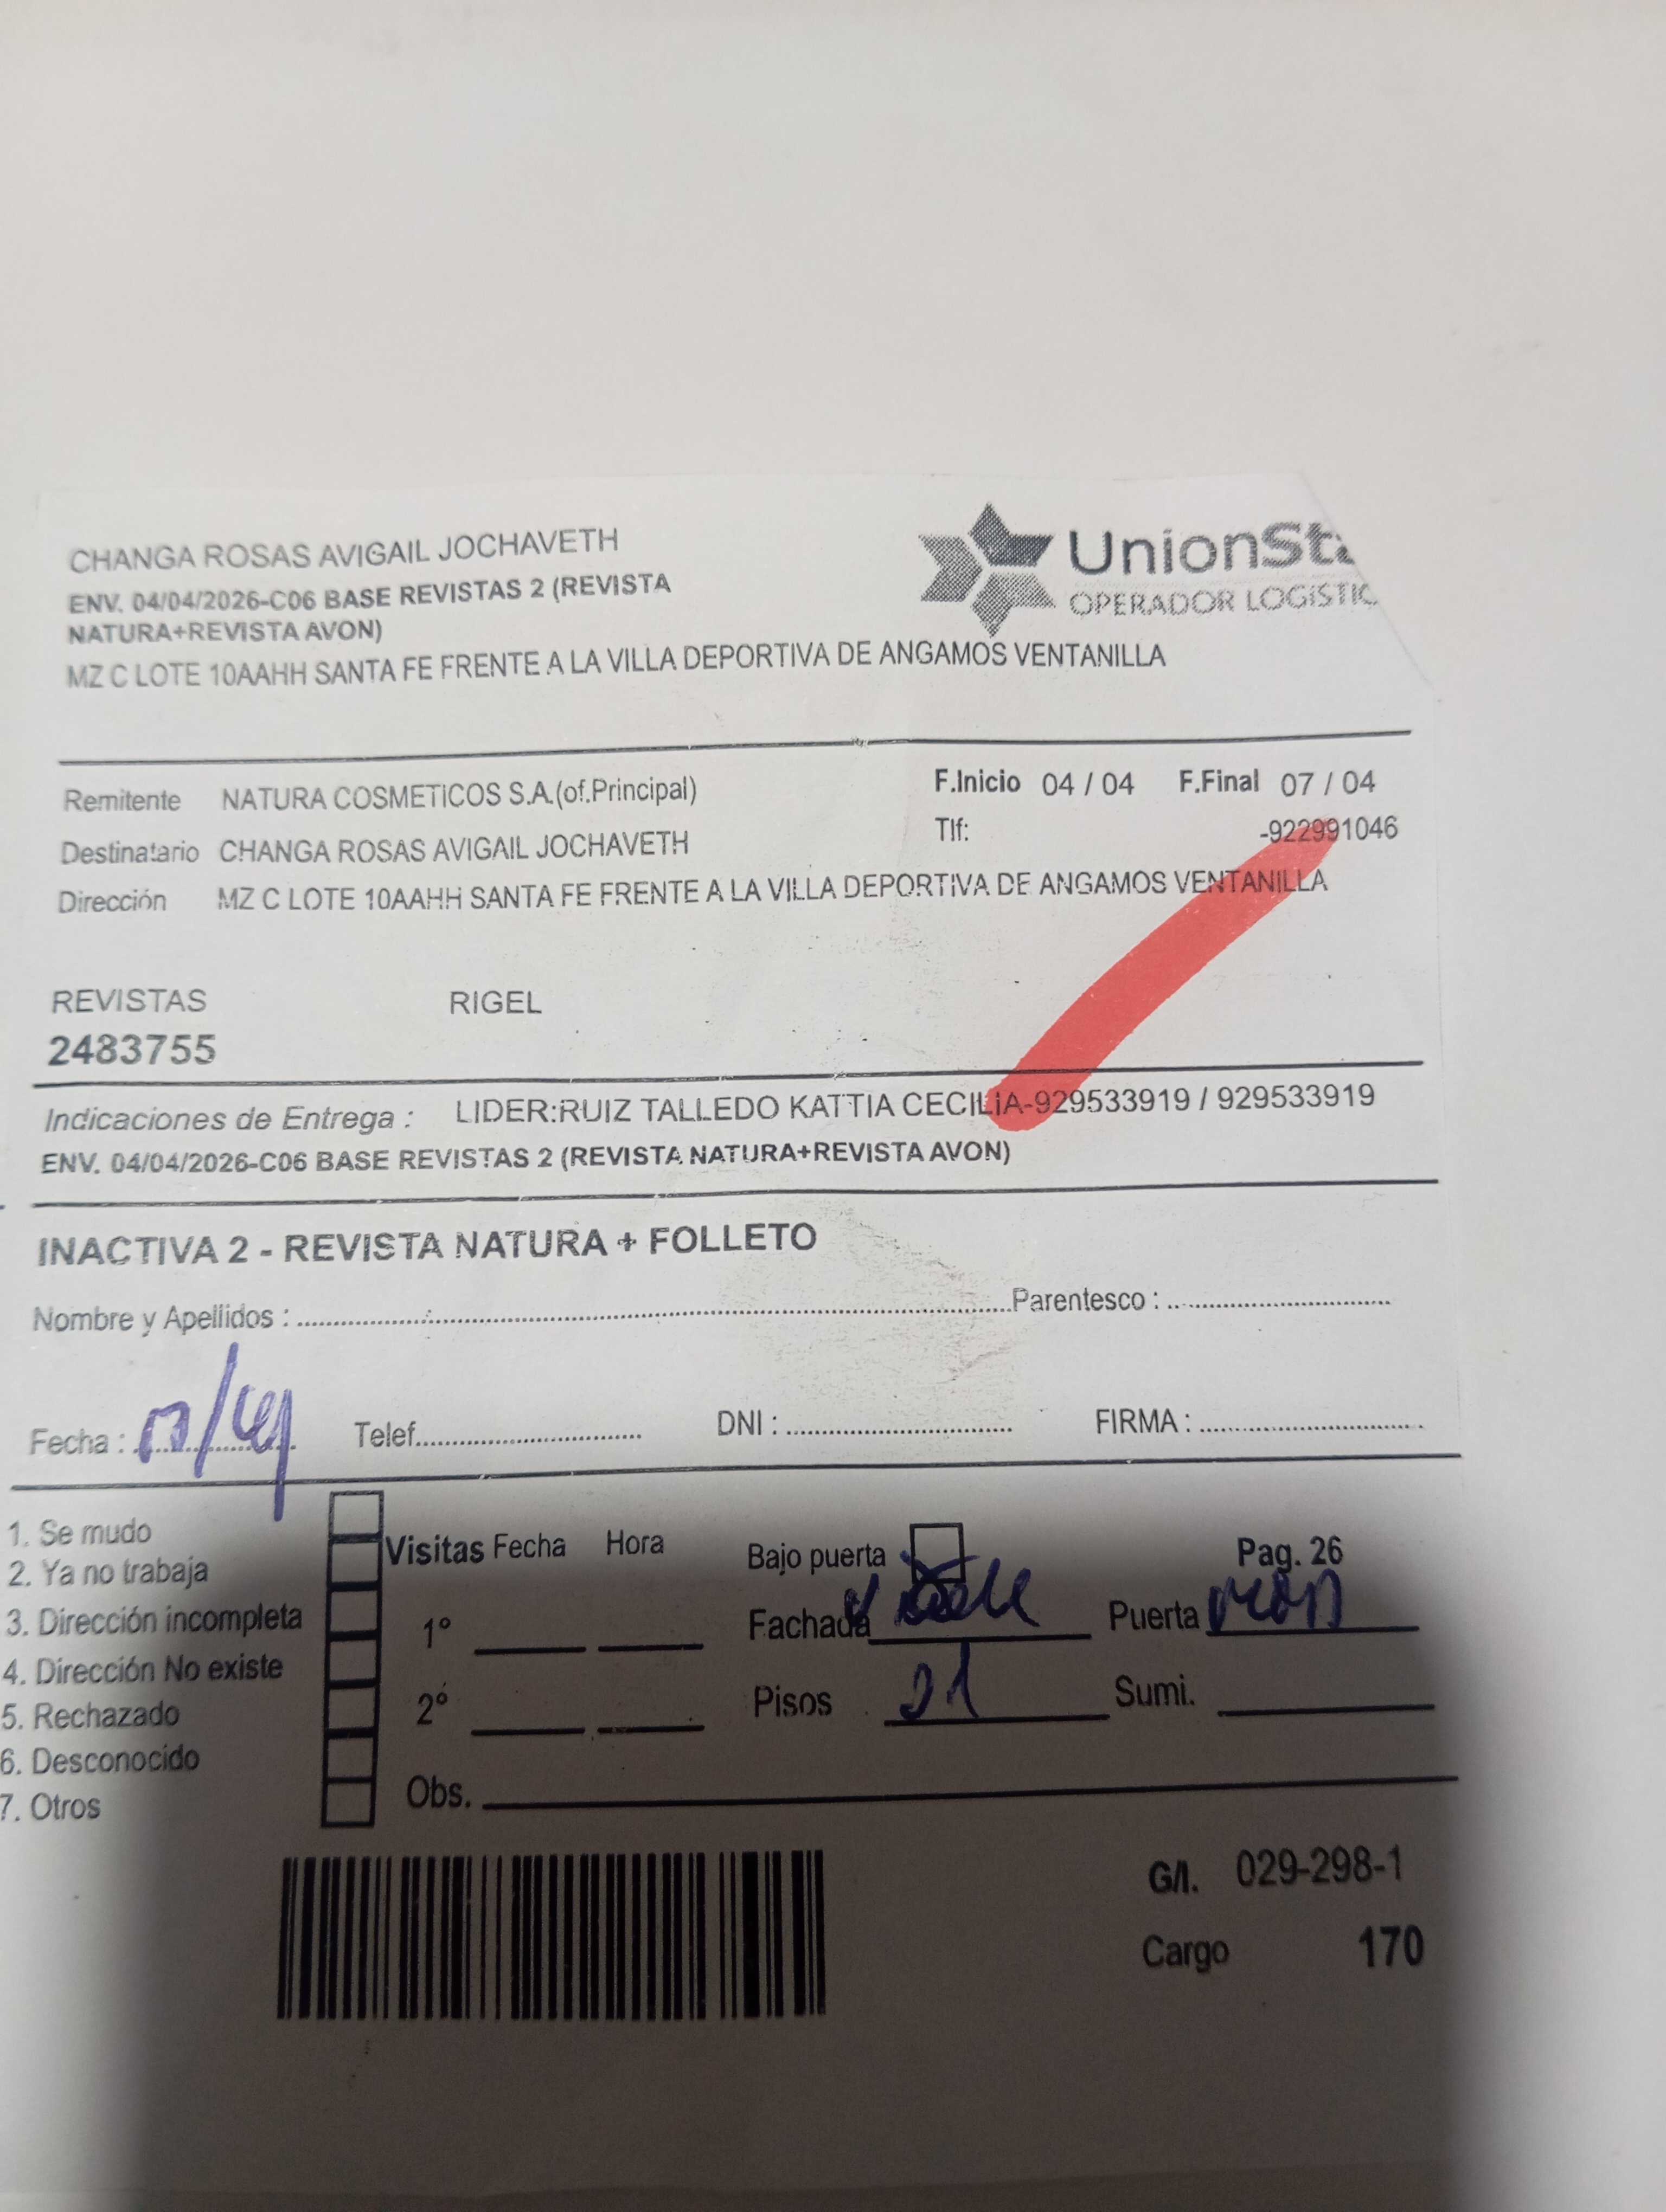 CHANGA ROSAS AVIGAIL JOCHAVETH
ENV. 04/04/2026-C06 BASE REVISTAS 2 (REVISTA
NATURA+REVISTA AVON)
MZ C LOTE 10AAHH SANTA FE FRENTE A LA VILLA DEPORTIVA DE ANGAMOS VENTANILLA
UnionSta
OPERADOR LOGISTIC
Remitente NATURA COSMETICOS S.A.(of.Principal) F.Inicio 04 / 04 F.Final 07 / 04
Destinatario CHANGA ROSAS AVIGAIL JOCHAVETH Tlf: -922991046
Dirección MZ C LOTE 10AAHH SANTA FE FRENTE A LA VILLA DEPORTIVA DE ANGAMOS VENTANILLA
REVISTAS RIGEL
2483755
Indicaciones de Entrega : LIDER:RUIZ TALLEDO KATTIA CECILIA-929533919 / 929533919
ENV. 04/04/2026-C06 BASE REVISTAS 2 (REVISTA NATURA+REVISTA AVON)
INACTIVA 2 - REVISTA NATURA + FOLLETO
Nombre y Apellidos : Parentesco :
Fecha : Telef. DNI : FIRMA :
1. Se mudo
2. Ya no trabaja
3. Dirección incompleta
4. Dirección No existe
5. Rechazado
6. Desconocido
7. Otros
Visitas Fecha Hora
1º
2º
Obs.
Bajo puerta Pag. 26
Fachada Puerta
Pisos Sumi.
G/I. 029-298-1
Cargo 170